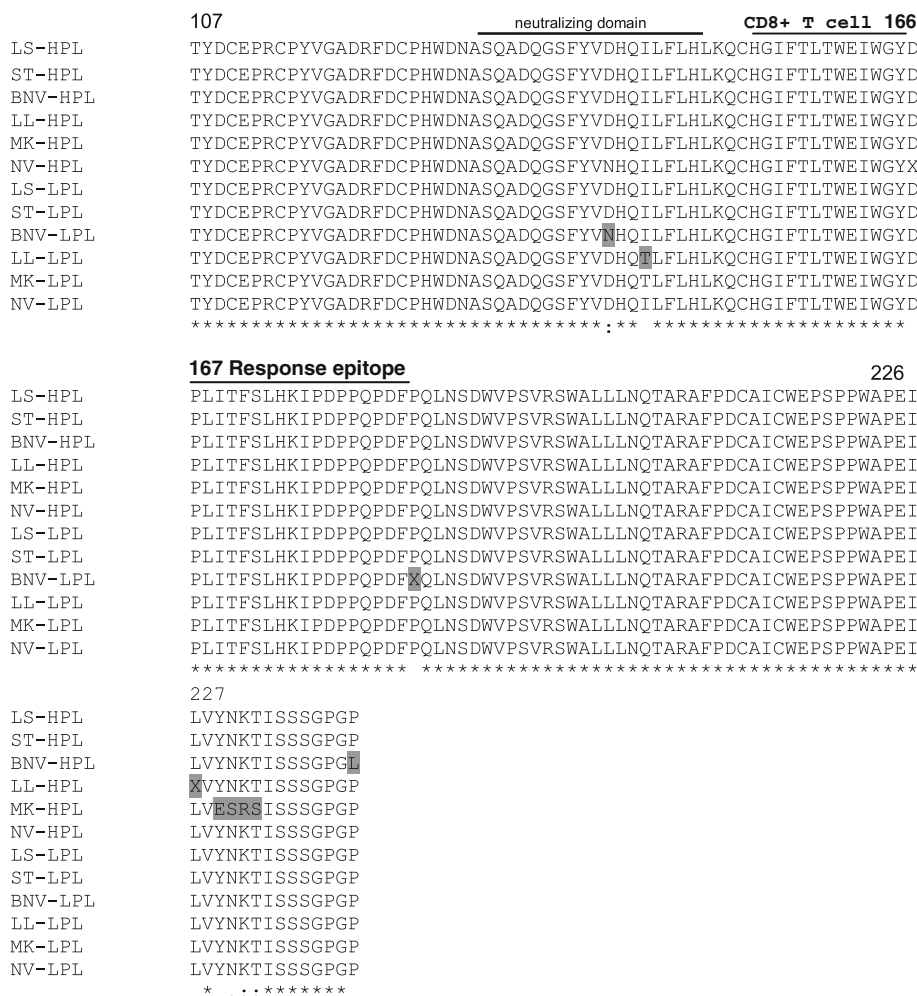 107 neutralizing domain CD8+ T cell 166
LS-HPL TYDCEPRCPYVGADRFDCPHWDNASQADQGSFYVDHQILFLHLKQCHGIFTLTWEIWGYD
ST-HPL TYDCEPRCPYVGADRFDCPHWDNASQADQGSFYVDHQILFLHLKQCHGIFTLTWEIWGYD
BNV-HPL TYDCEPRCPYVGADRFDCPHWDNASQADQGSFYVDHQILFLHLKQCHGIFTLTWEIWGYD
LL-HPL TYDCEPRCPYVGADRFDCPHWDNASQADQGSFYVDHQILFLHLKQCHGIFTLTWEIWGYD
MK-HPL TYDCEPRCPYVGADRFDCPHWDNASQADQGSFYVDHQILFLHLKQCHGIFTLTWEIWGYD
NV-HPL TYDCEPRCPYVGADRFDCPHWDNASQADQGSFYVNHQILFLHLKQCHGIFTLTWEIWGYX
LS-LPL TYDCEPRCPYVGADRFDCPHWDNASQADQGSFYVDHQILFLHLKQCHGIFTLTWEIWGYD
ST-LPL TYDCEPRCPYVGADRFDCPHWDNASQADQGSFYVDHQILFLHLKQCHGIFTLTWEIWGYD
BNV-LPL TYDCEPRCPYVGADRFDCPHWDNASQADQGSFYVNHQILFLHLKQCHGIFTLTWEIWGYD
LL-LPL TYDCEPRCPYVGADRFDCPHWDNASQADQGSFYVDHQTLFLHLKQCHGIFTLTWEIWGYD
MK-LPL TYDCEPRCPYVGADRFDCPHWDNASQADQGSFYVDHQTLFLHLKQCHGIFTLTWEIWGYD
NV-LPL TYDCEPRCPYVGADRFDCPHWDNASQADQGSFYVDHQILFLHLKQCHGIFTLTWEIWGYD
**********************************:** *********************
167 Response epitope 226
LS-HPL PLITFSLHKIPDPPQPDFPQLNSDWVPSVRSWALLLNQTARAFPDCAICWEPSPPWAPEI
ST-HPL PLITFSLHKIPDPPQPDFPQLNSDWVPSVRSWALLLNQTARAFPDCAICWEPSPPWAPEI
BNV-HPL PLITFSLHKIPDPPQPDFPQLNSDWVPSVRSWALLLNQTARAFPDCAICWEPSPPWAPEI
LL-HPL PLITFSLHKIPDPPQPDFPQLNSDWVPSVRSWALLLNQTARAFPDCAICWEPSPPWAPEI
MK-HPL PLITFSLHKIPDPPQPDFPQLNSDWVPSVRSWALLLNQTARAFPDCAICWEPSPPWAPEI
NV-HPL PLITFSLHKIPDPPQPDFPQLNSDWVPSVRSWALLLNQTARAFPDCAICWEPSPPWAPEI
LS-LPL PLITFSLHKIPDPPQPDFPQLNSDWVPSVRSWALLLNQTARAFPDCAICWEPSPPWAPEI
ST-LPL PLITFSLHKIPDPPQPDFPQLNSDWVPSVRSWALLLNQTARAFPDCAICWEPSPPWAPEI
BNV-LPL PLITFSLHKIPDPPQPDFXQLNSDWVPSVRSWALLLNQTARAFPDCAICWEPSPPWAPEI
LL-LPL PLITFSLHKIPDPPQPDFPQLNSDWVPSVRSWALLLNQTARAFPDCAICWEPSPPWAPEI
MK-LPL PLITFSLHKIPDPPQPDFPQLNSDWVPSVRSWALLLNQTARAFPDCAICWEPSPPWAPEI
NV-LPL PLITFSLHKIPDPPQPDFPQLNSDWVPSVRSWALLLNQTARAFPDCAICWEPSPPWAPEI
****************** *****************************************
227
LS-HPL LVYNKTISSSGPGP
ST-HPL LVYNKTISSSGPGP
BNV-HPL LVYNKTISSSGPGL
LL-HPL XVYNKTISSSGPGP
MK-HPL LVESRSISSSGPGP
NV-HPL LVYNKTISSSGPGP
LS-LPL LVYNKTISSSGPGP
ST-LPL LVYNKTISSSGPGP
BNV-LPL LVYNKTISSSGPGP
LL-LPL LVYNKTISSSGPGP
MK-LPL LVYNKTISSSGPGP
NV-LPL LVYNKTISSSGPGP
* .::*******